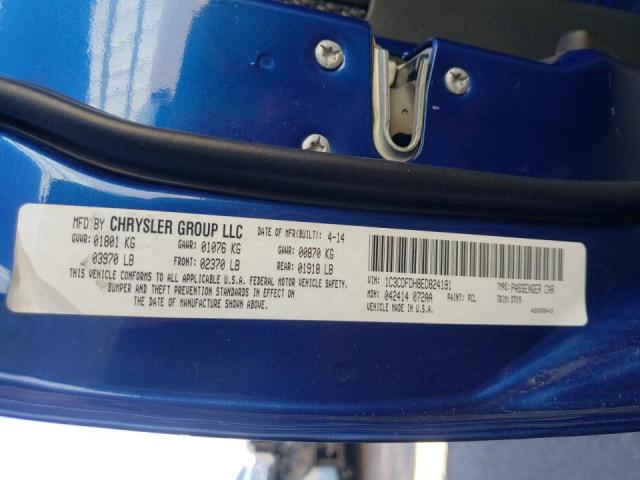 MFD BY CHRYSLER GROUP LLC DATE OF MFR(BUILT): 4-14
GVWR: 01801 KG GAWR: 01076 KG GAWR: 00870 KG
03970 LB FRONT: 02370 LB REAR: 01918 LB
THIS VEHICLE CONFORMS TO ALL APPLICABLE U.S.A. FEDERAL MOTOR VEHICLE SAFETY,
BUMPER AND THEFT PREVENTION STANDARDS IN EFFECT ON
THE DATE OF MANUFACTURE SHOWN ABOVE.
VIN: 1C3CDFDH8ED824191 TYPE: PASSENGER CAR
MDH: 042414 072AA PAINT: PCL TRIM:
VEHICLE MADE IN U.S.A.